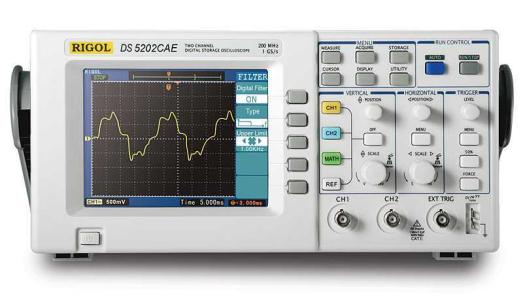 RIGOL DS 5202CAE TWO CHANNEL DIGITAL STORAGE OSCILLOSCOPE 200 MHz 1 GS/s
RIGOL
STOP
FILTER
Digital Filter
ON
Type
Upper Limit
1.00KHz
CH1 500mV Time 5.000ms
MENU
MEASURE ACQUIRE STORAGE
CURSOR DISPLAY UTILITY
RUN CONTROL
AUTO RUN/STOP
VERTICAL HORIZONTAL TRIGGER
CH1 POSITION POSITION LEVEL
CH2 OFF MENU MENU
MATH SCALE SCALE 50%
REF FORCE
CH1 CH2 EXT TRIG
CAT I